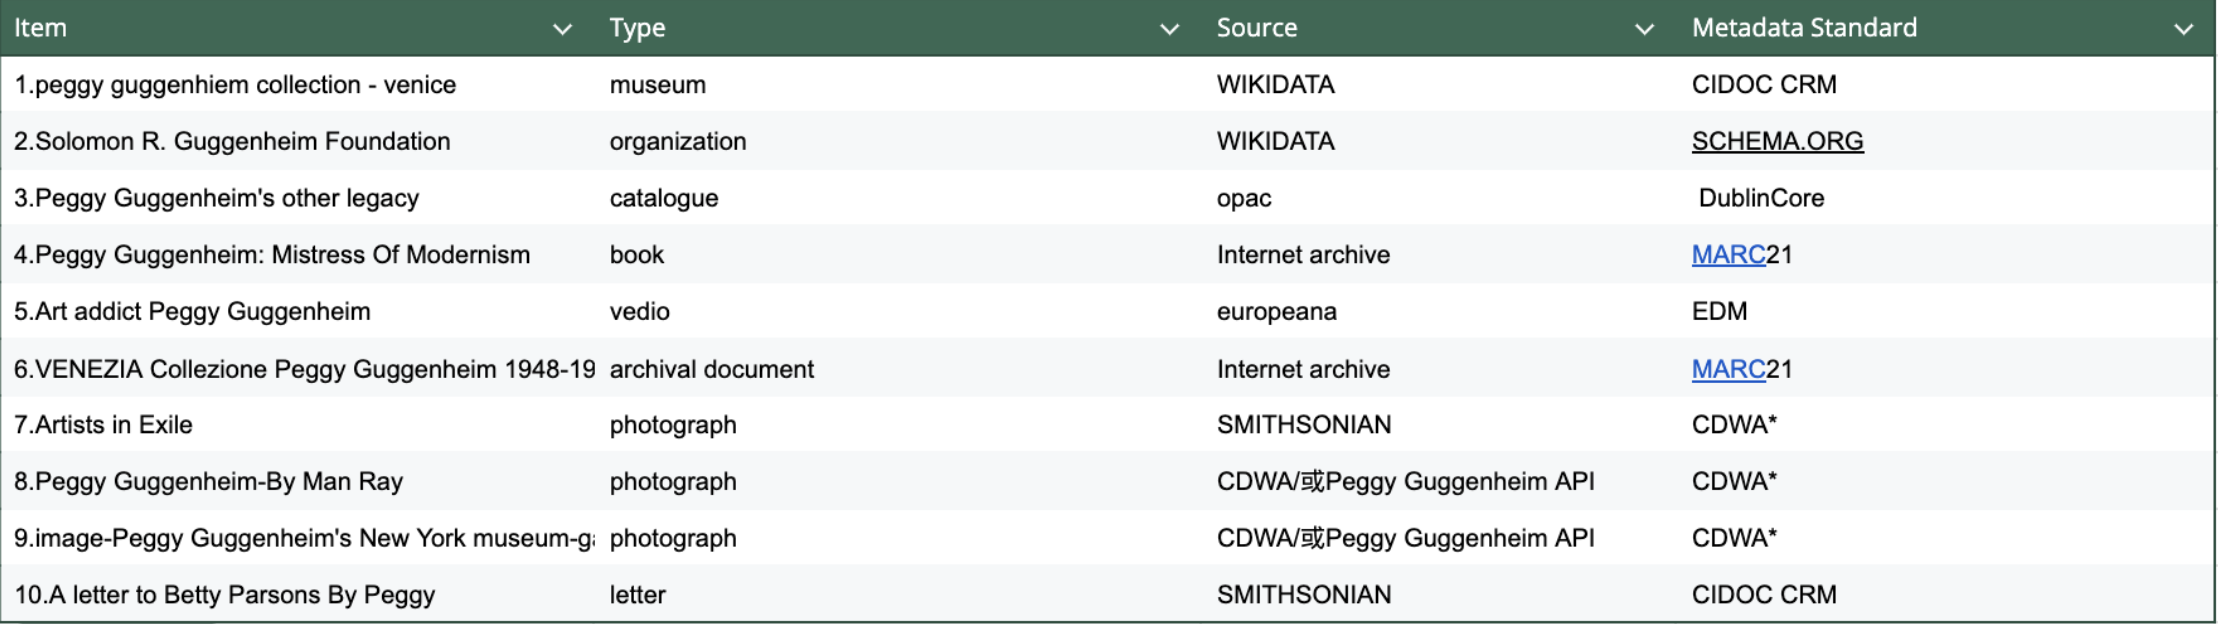 Item Type Source Metadata Standard
1.peggy guggenhiem collection - venice museum WIKIDATA CIDOC CRM
2.Solomon R. Guggenheim Foundation organization WIKIDATA SCHEMA.ORG
3.Peggy Guggenheim's other legacy catalogue opac DublinCore
4.Peggy Guggenheim: Mistress Of Modernism book Internet archive MARC21
5.Art addict Peggy Guggenheim vedio europeana EDM
6.VENEZIA Collezione Peggy Guggenheim 1948-19 archival document Internet archive MARC21
7.Artists in Exile photograph SMITHSONIAN CDWA*
8.Peggy Guggenheim-By Man Ray photograph CDWA/或Peggy Guggenheim API CDWA*
9.image-Peggy Guggenheim's New York museum-ga photograph CDWA/或Peggy Guggenheim API CDWA*
10.A letter to Betty Parsons By Peggy letter SMITHSONIAN CIDOC CRM